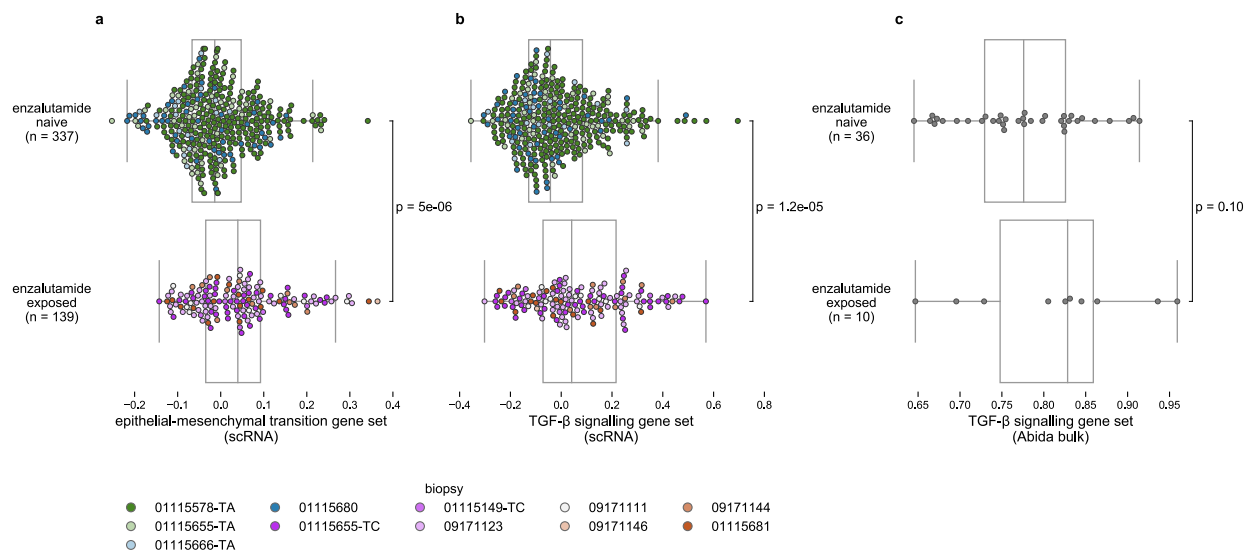 a
b
c
enzalutamide
naive
(n = 337)
enzalutamide
exposed
(n = 139)
p = 5e-06
−0.2 −0.1 0.0 0.1 0.2 0.3 0.4
epithelial-mesenchymal transition gene set
(scRNA)
p = 1.2e-05
−0.4 −0.2 0.0 0.2 0.4 0.6 0.8
TGF-β signalling gene set
(scRNA)
enzalutamide
naive
(n = 36)
enzalutamide
exposed
(n = 10)
p = 0.10
0.65 0.70 0.75 0.80 0.85 0.90 0.95
TGF-β signalling gene set
(Abida bulk)
biopsy
01115578-TA
01115655-TA
01115666-TA
01115680
01115655-TC
01115149-TC
09171123
09171111
09171146
09171144
01115681